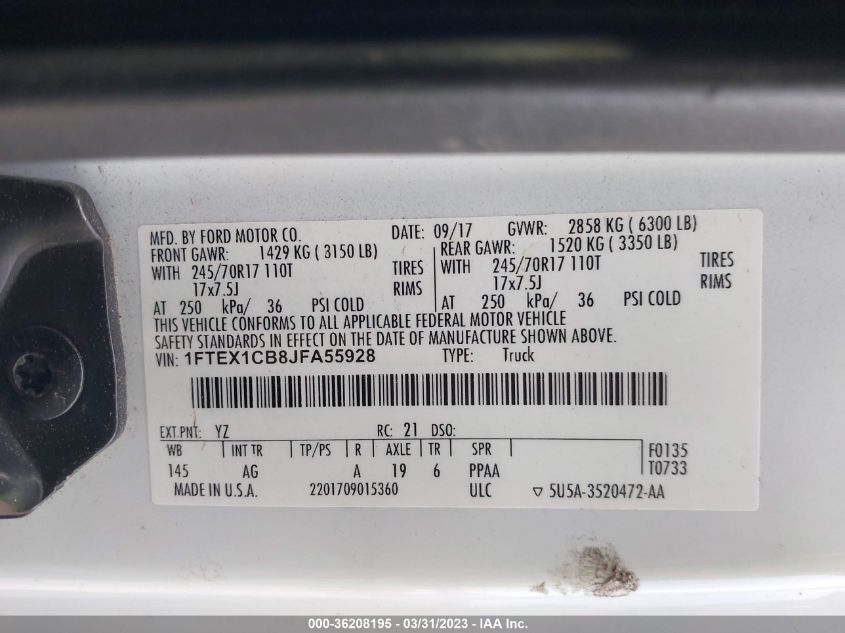 MFD. BY FORD MOTOR CO. DATE: 09/17 GVWR: 2858 KG ( 6300 LB)
FRONT GAWR: 1429 KG ( 3150 LB) REAR GAWR: 1520 KG ( 3350 LB)
WITH 245/70R17 110T TIRES WITH 245/70R17 110T TIRES
17x7.5J RIMS 17x7.5J RIMS
AT 250 kPa/ 36 PSI COLD AT 250 kPa/ 36 PSI COLD
THIS VEHICLE CONFORMS TO ALL APPLICABLE FEDERAL MOTOR VEHICLE
SAFETY STANDARDS IN EFFECT ON THE DATE OF MANUFACTURE SHOWN ABOVE.
VIN: 1FTEX1CB8JFA55928 TYPE: Truck
EXT.PNT: YZ RC: 21 DSO:
WB INT TR TP/PS R AXLE TR SPR F0135
145 AG A 19 6 PPAA T0733
MADE IN U.S.A. 2201709015360 ULC ▽ 5U5A-3520472-AA
000-36208195 - 03/31/2023 - IAA Inc.